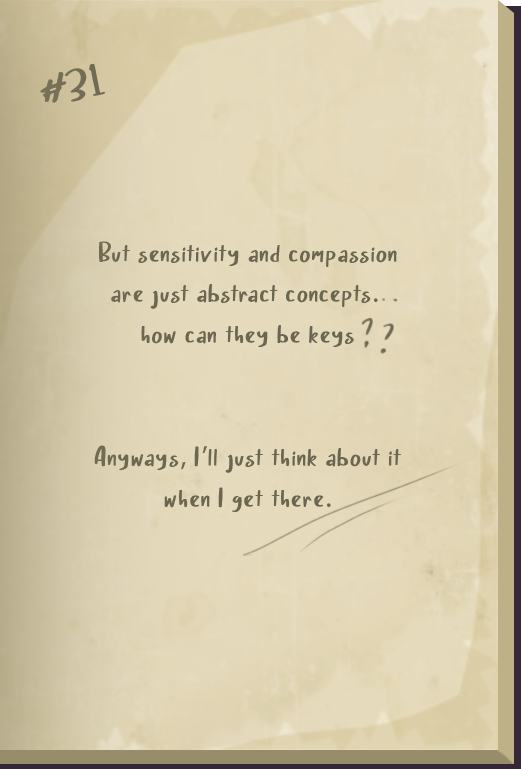 #31
But sensitivity and compassion
are just abstract concepts...
how can they be keys??
Anyways, I'll just think about it
when I get there.